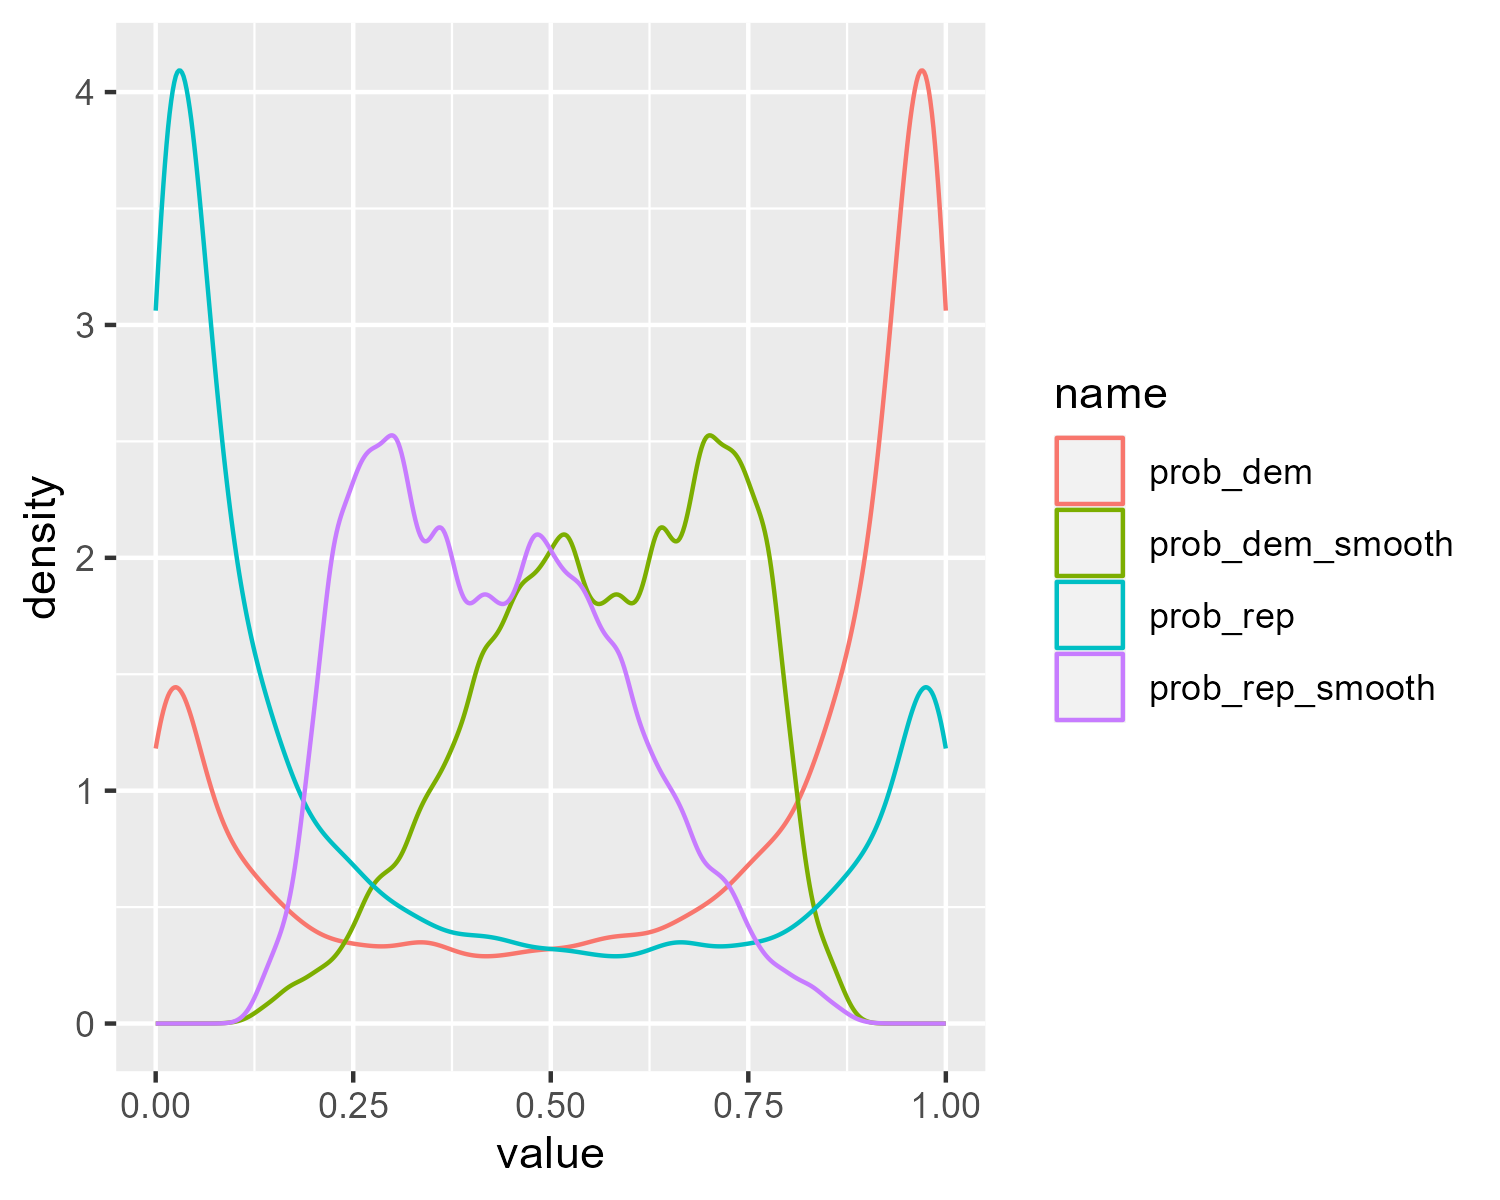 4
3
2
1
0
density
0.00 0.25 0.50 0.75 1.00
value
name
prob_dem
prob_dem_smooth
prob_rep
prob_rep_smooth